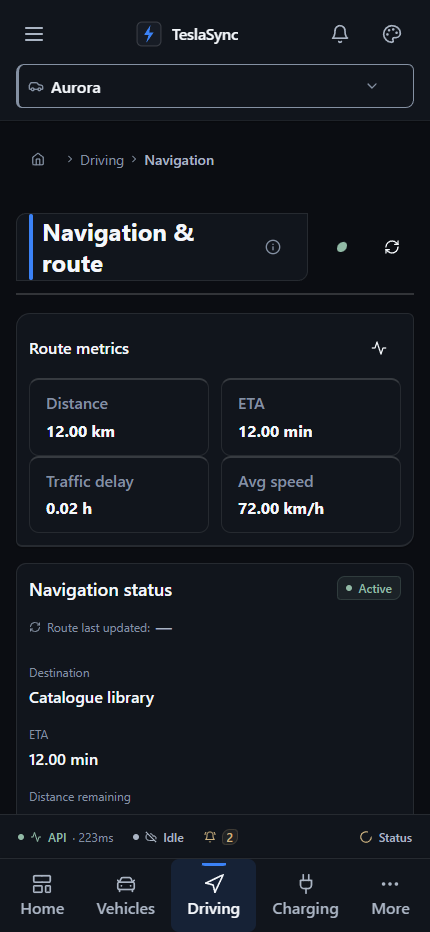 TeslaSync
Aurora
Driving
Navigation
Navigation &
route
Route metrics
Distance
12.00 km
ETA
12.00 min
Traffic delay
0.02 h
Avg speed
72.00 km/h
Navigation status
Active
Route last updated: —
Destination
Catalogue library
ETA
12.00 min
Distance remaining
API · 223ms
Idle
2
Status
Home
Vehicles
Driving
Charging
More